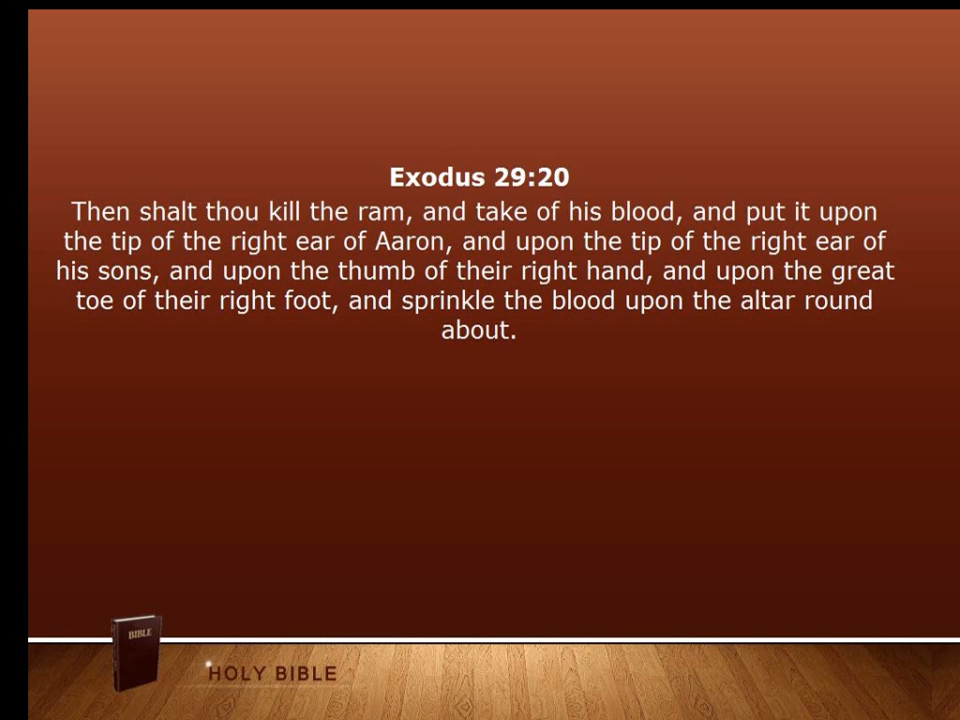 Exodus 29:20
Then shalt thou kill the ram, and take of his blood, and put it upon
the tip of the right ear of Aaron, and upon the tip of the right ear of
his sons, and upon the thumb of their right hand, and upon the great
toe of their right foot, and sprinkle the blood upon the altar round
about.
BIBLE
HOLY BIBLE